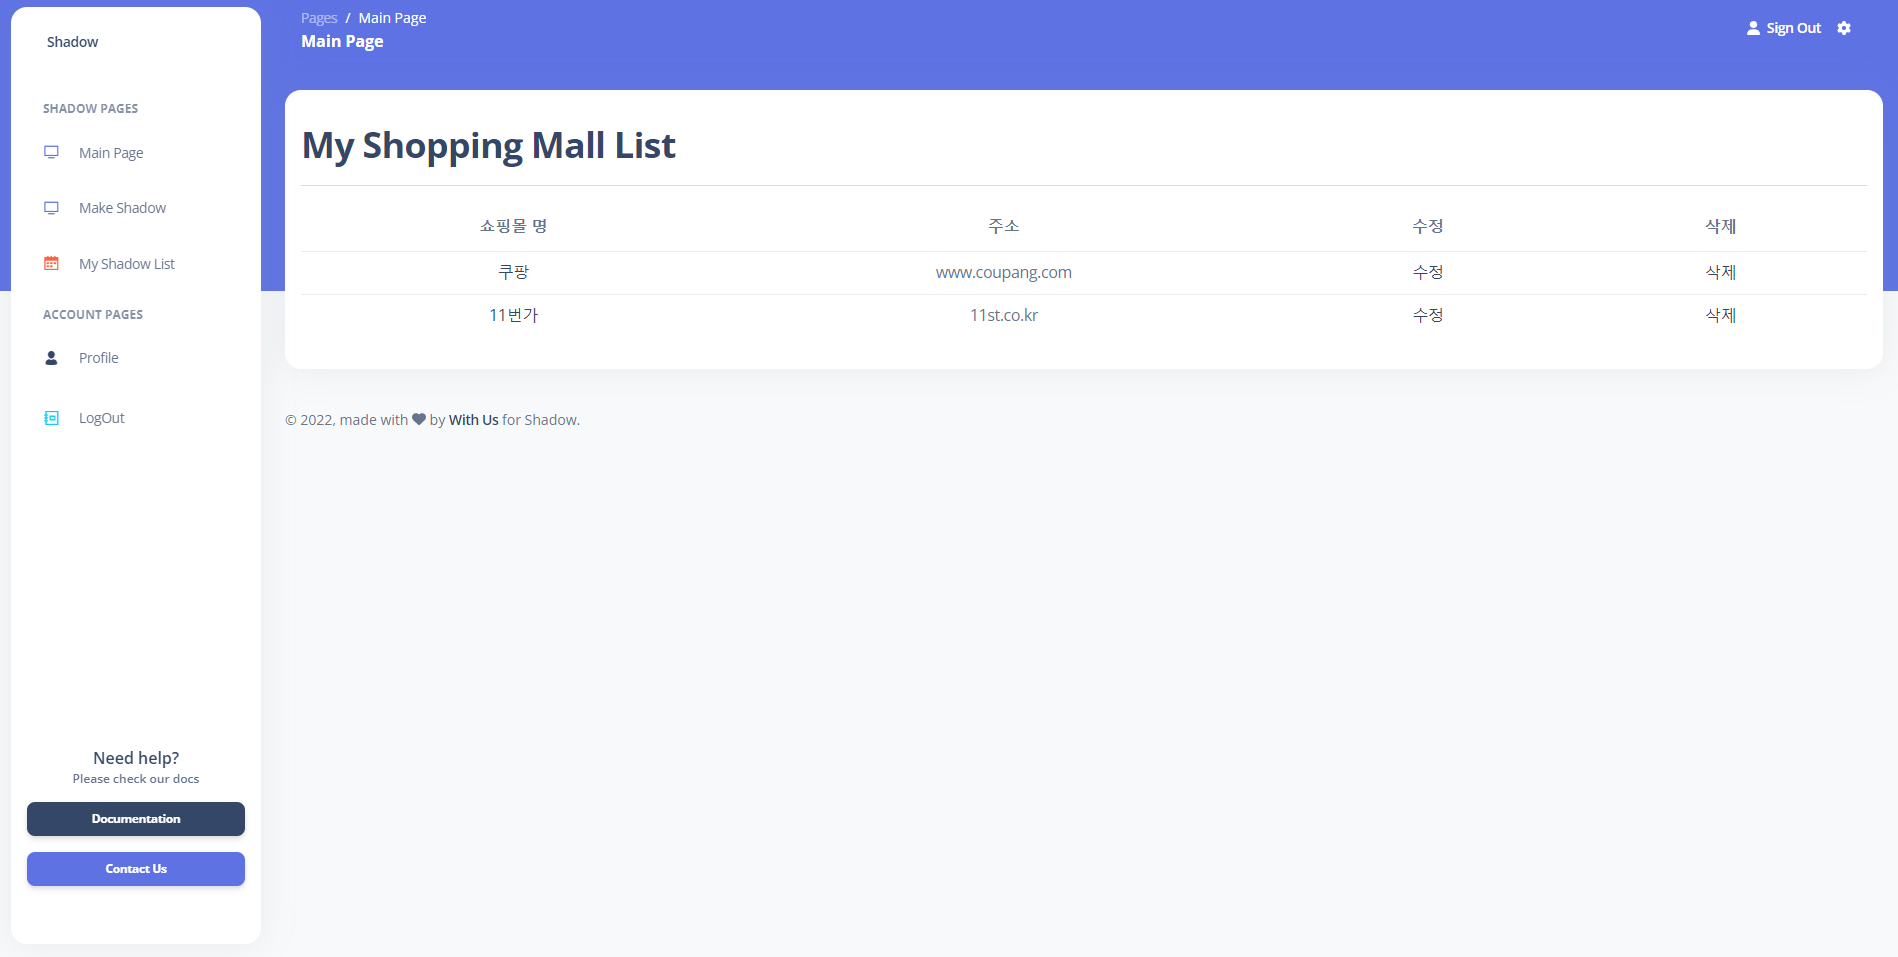 Shadow
SHADOW PAGES
Main Page
Make Shadow
My Shadow List
ACCOUNT PAGES
Profile
LogOut
Need help?
Please check our docs
Documentation
Contact Us
Pages / Main Page
Main Page
Sign Out
My Shopping Mall List
쇼핑몰 명 주소 수정 삭제
쿠팡 www.coupang.com 수정 삭제
11번가 11st.co.kr 수정 삭제
© 2022, made with ♥ by With Us for Shadow.